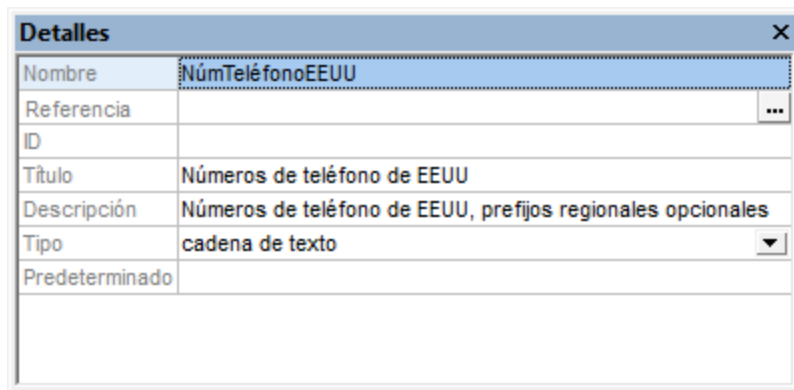 Detalles
Nombre NúmTeléfonoEEUU
Referencia ...
ID
Título Números de teléfono de EEUU
Descripción Números de teléfono de EEUU, prefijos regionales opcionales
Tipo cadena de texto
Predeterminado